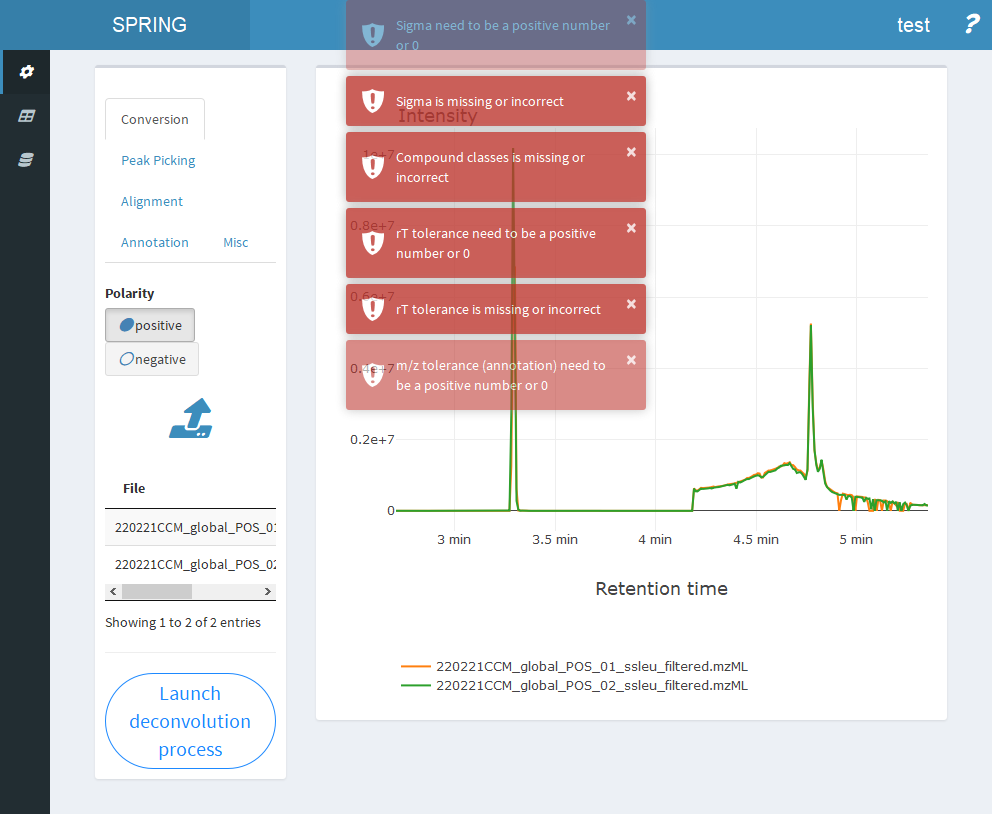 SPRING
test
?
Sigma need to be a positive number
or 0
×
Sigma is missing or incorrect
×
Compound classes is missing or
incorrect
×
rT tolerance need to be a positive
number or 0
×
rT tolerance is missing or incorrect
×
m/z tolerance (annotation) need to
be a positive number or 0
×
Conversion
Peak Picking
Alignment
Annotation Misc
Polarity
positive
negative
File
220221CCM_global_POS_01
220221CCM_global_POS_02
Showing 1 to 2 of 2 entries
Launch
deconvolution
process
Intensity
1e+7
0.8e+7
0.6e+7
0.4e+7
0.2e+7
0
3 min 3.5 min 4 min 4.5 min 5 min
Retention time
220221CCM_global_POS_01_ssleu_filtered.mzML
220221CCM_global_POS_02_ssleu_filtered.mzML